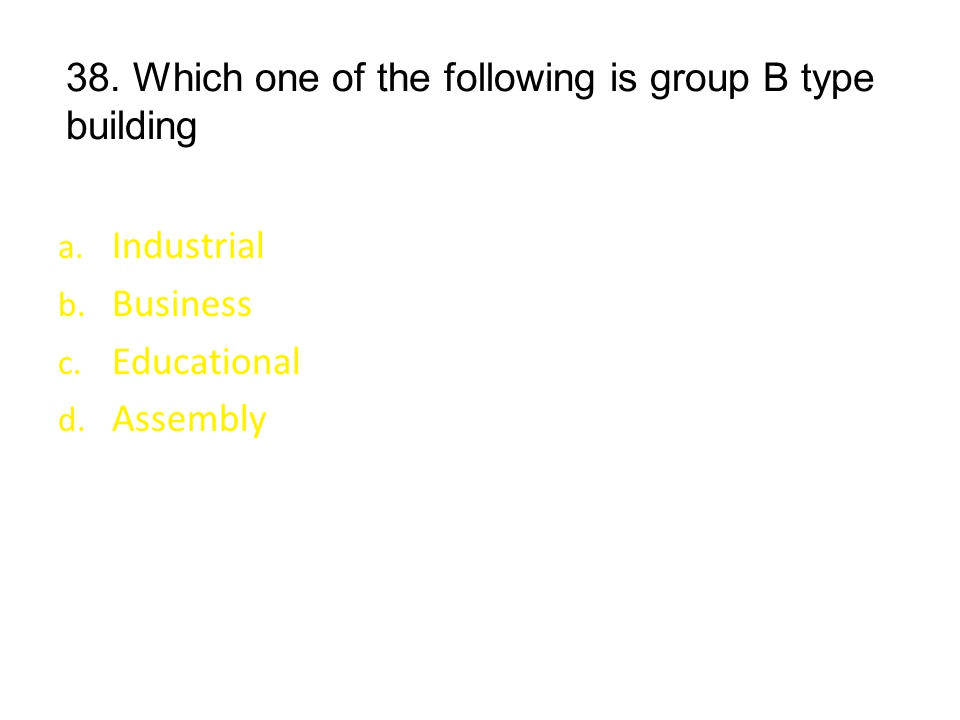 38. Which one of the following is group B type
building
a. Industrial
b. Business
c. Educational
d. Assembly